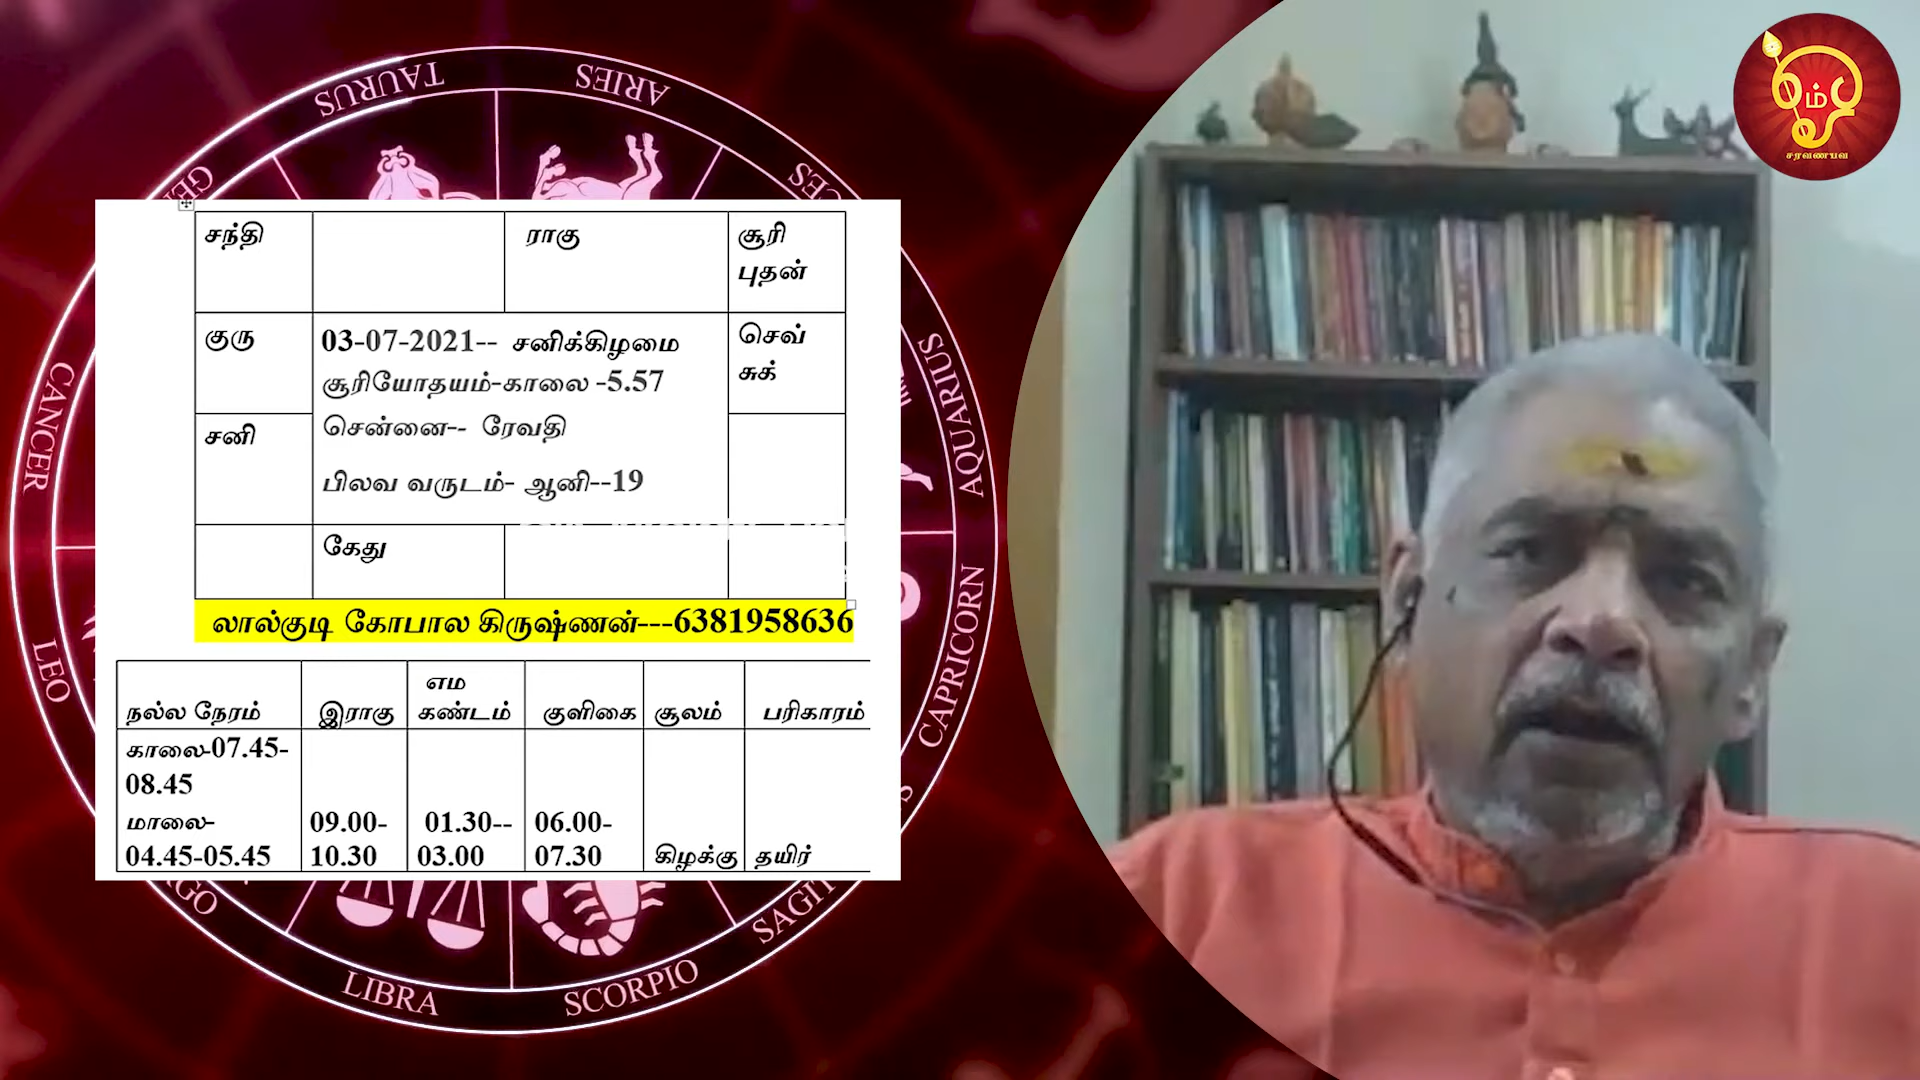 TAURUS
ARIES
CANCER
AQUARIUS
LEO
CAPRICORN
LIBRA
SCORPIO
சரவணபவ
சந்தி
ராகு
சூரி
புதன்
குரு
03-07-2021-- சனிக்கிழமை
செவ்
சூரியோதயம்-காலை -5.57
சுக்
சனி
சென்னை-- ரேவதி
பிலவ வருடம்- ஆனி--19
கேது
லால்குடி கோபால கிருஷ்ணன்---6381958636
எம
நல்ல நேரம் இராகு கண்டம் குளிகை சூலம் பரிகாரம்
காலை-07.45-
08.45
மாலை- 09.00- 01.30-- 06.00-
04.45-05.45 10.30 03.00 07.30 கிழக்கு தயிர்